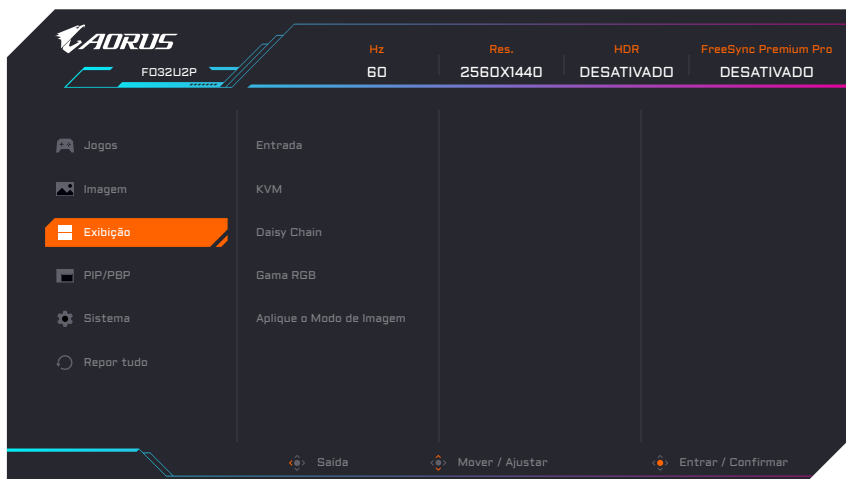 AORUS
FO32U2P
Hz Res. HDR FreeSync Premium Pro
60 2560X1440 DESATIVADO DESATIVADO
Jogos Entrada
Imagem KVM
Exibição Daisy Chain
PIP/PBP Gama RGB
Sistema Aplique o Modo de Imagem
Repor tudo
Saída Mover / Ajustar Entrar / Confirmar